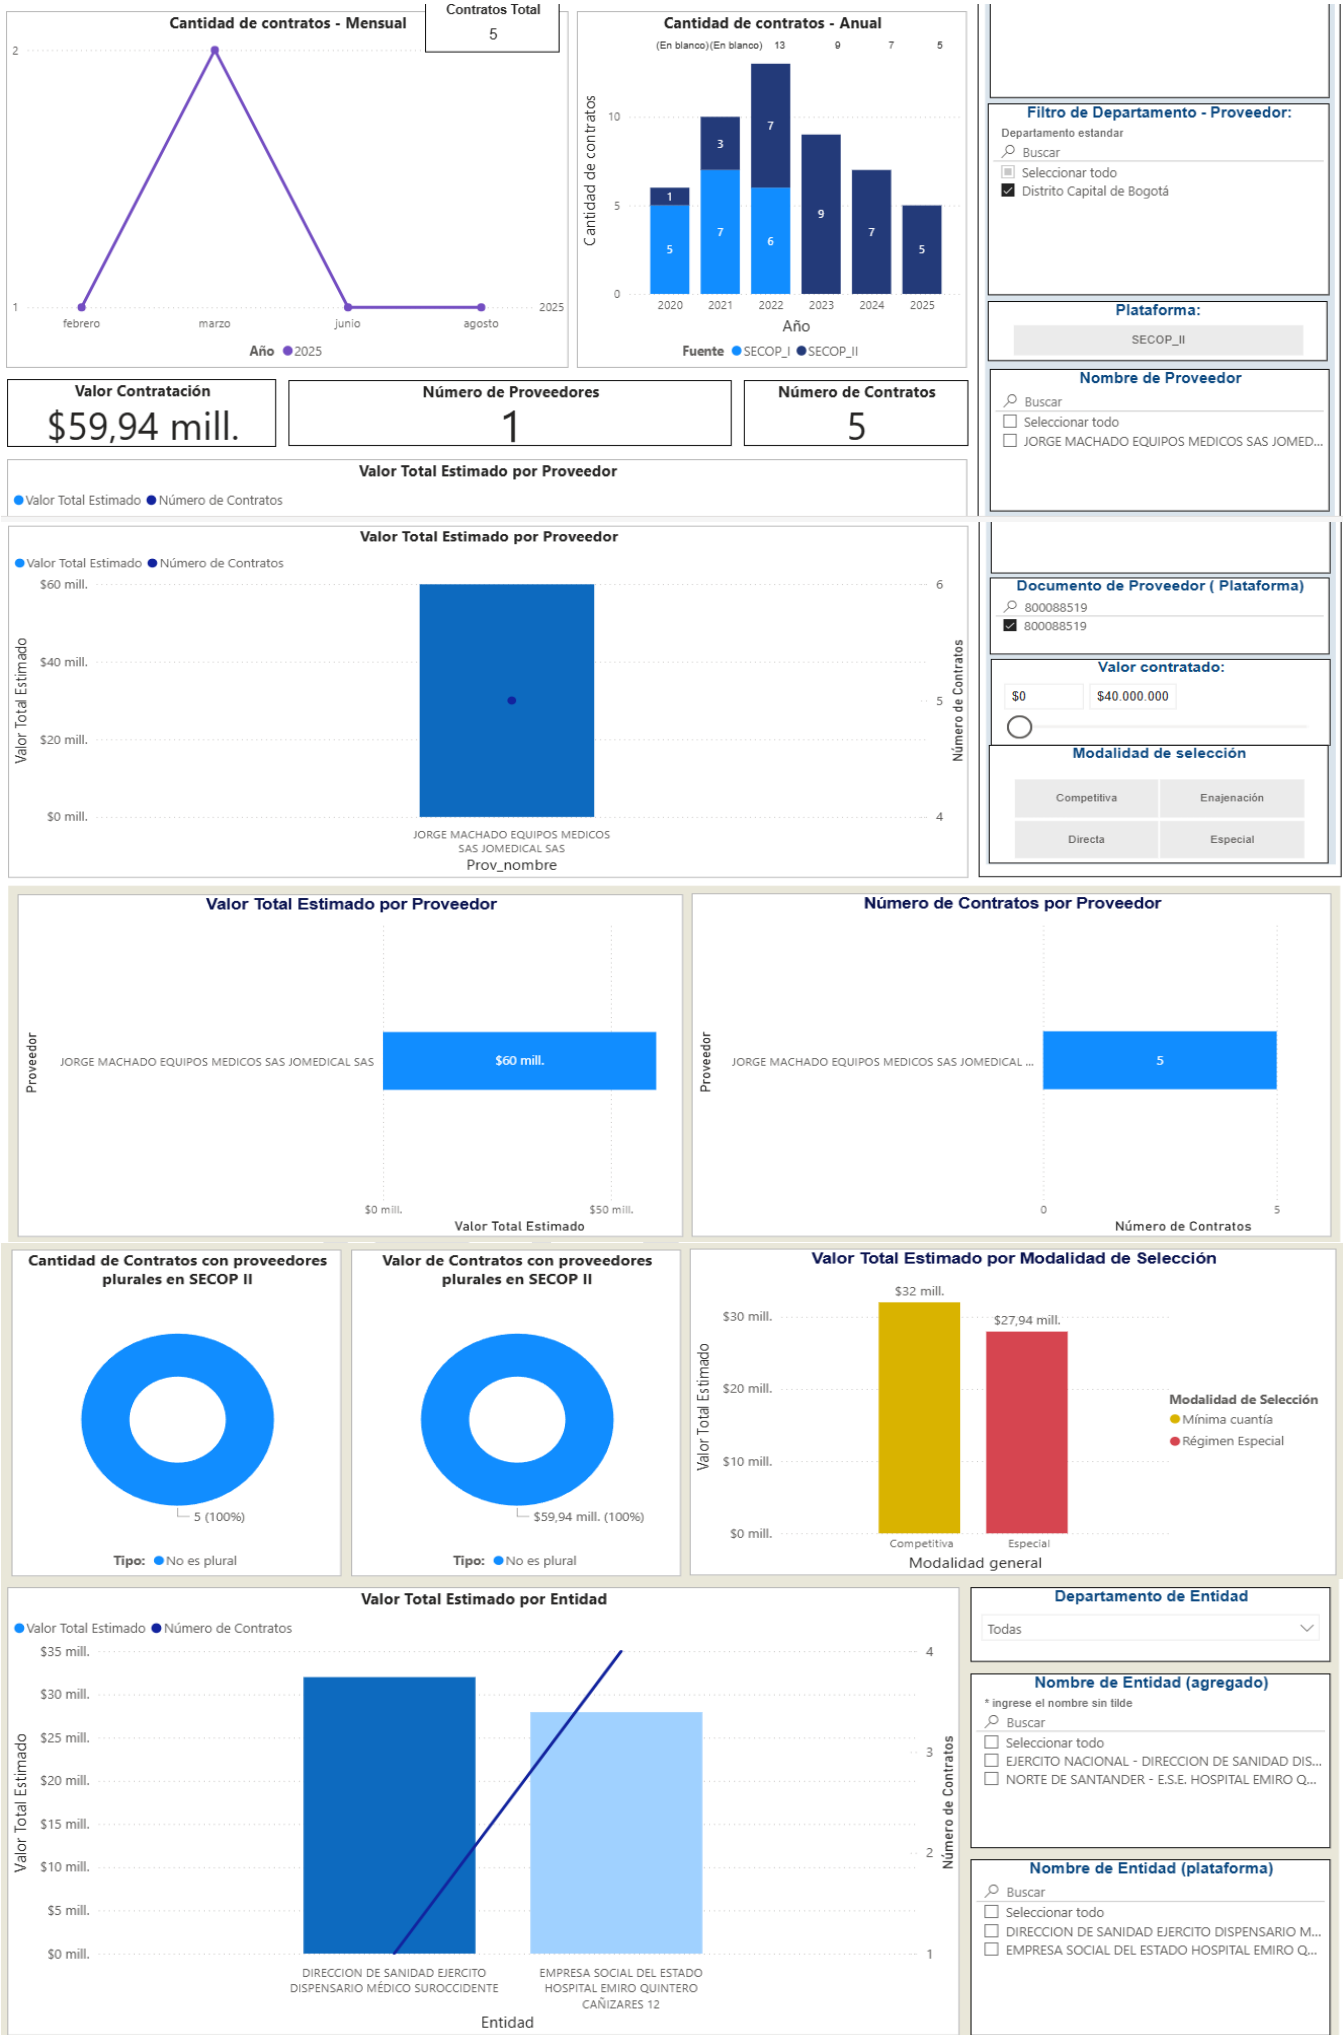 Cantidad de contratos - Mensual
Contratos Total
5
2
1
febrero
marzo
junio
agosto
2025
Año
2025
Cantidad de contratos - Anual
(En blanco)
(En blanco)
13
9
7
5
Cantidad de contratos
10
5
0
1
5
3
7
7
6
9
7
5
2020
2021
2022
2023
2024
2025
Año
Fuente
SECOP_I
SECOP_II
Filtro de Departamento - Proveedor:
Departamento estandar
Buscar
Seleccionar todo
Distrito Capital de Bogotá
Plataforma:
SECOP_II
Nombre de Proveedor
Buscar
Seleccionar todo
JORGE MACHADO EQUIPOS MEDICOS SAS JOMED...
Valor Contratación
$59,94 mill.
Número de Proveedores
1
Número de Contratos
5
Valor Total Estimado por Proveedor
Valor Total Estimado
Número de Contratos
Valor Total Estimado por Proveedor
Valor Total Estimado
Número de Contratos
Valor Total Estimado
$60 mill.
$40 mill.
$20 mill.
$0 mill.
6
5
4
Número de Contratos
JORGE MACHADO EQUIPOS MEDICOS
SAS JOMEDICAL SAS
Prov_nombre
Documento de Proveedor ( Plataforma)
800088519
800088519
Valor contratado:
$0
$40.000.000
Modalidad de selección
Competitiva
Enajenación
Directa
Especial
Valor Total Estimado por Proveedor
Proveedor
JORGE MACHADO EQUIPOS MEDICOS SAS JOMEDICAL SAS
$60 mill.
$0 mill.
$50 mill.
Valor Total Estimado
Número de Contratos por Proveedor
Proveedor
JORGE MACHADO EQUIPOS MEDICOS SAS JOMEDICAL ...
5
0
5
Número de Contratos
Cantidad de Contratos con proveedores
plurales en SECOP II
5 (100%)
Tipo:
No es plural
Valor de Contratos con proveedores
plurales en SECOP II
$59,94 mill. (100%)
Tipo:
No es plural
Valor Total Estimado por Modalidad de Selección
Valor Total Estimado
$30 mill.
$20 mill.
$10 mill.
$0 mill.
$32 mill.
$27,94 mill.
Competitiva
Especial
Modalidad general
Modalidad de Selección
Mínima cuantía
Régimen Especial
Valor Total Estimado por Entidad
Valor Total Estimado
Número de Contratos
Valor Total Estimado
$35 mill.
$30 mill.
$25 mill.
$20 mill.
$15 mill.
$10 mill.
$5 mill.
$0 mill.
4
3
2
1
Número de Contratos
DIRECCION DE SANIDAD EJERCITO
DISPENSARIO MÉDICO SUROCCIDENTE
EMPRESA SOCIAL DEL ESTADO
HOSPITAL EMIRO QUINTERO
CAÑIZARES 12
Entidad
Departamento de Entidad
Todas
Nombre de Entidad (agregado)
* ingrese el nombre sin tilde
Buscar
Seleccionar todo
EJERCITO NACIONAL - DIRECCION DE SANIDAD DIS...
NORTE DE SANTANDER - E.S.E. HOSPITAL EMIRO Q...
Nombre de Entidad (plataforma)
Buscar
Seleccionar todo
DIRECCION DE SANIDAD EJERCITO DISPENSARIO M...
EMPRESA SOCIAL DEL ESTADO HOSPITAL EMIRO Q...